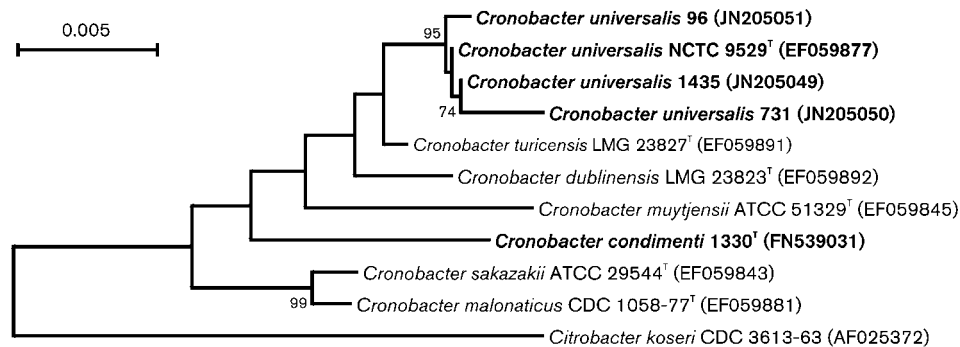 0.005
95
Cronobacter universalis 96 (JN205051)
Cronobacter universalis NCTC 9529ᵀ (EF059877)
Cronobacter universalis 1435 (JN205049)
74
Cronobacter universalis 731 (JN205050)
Cronobacter turicensis LMG 23827ᵀ (EF059891)
Cronobacter dublinensis LMG 23823ᵀ (EF059892)
Cronobacter muytjensii ATCC 51329ᵀ (EF059845)
Cronobacter condimenti 1330ᵀ (FN539031)
Cronobacter sakazakii ATCC 29544ᵀ (EF059843)
99
Cronobacter malonaticus CDC 1058-77ᵀ (EF059881)
Citrobacter koseri CDC 3613-63 (AF025372)